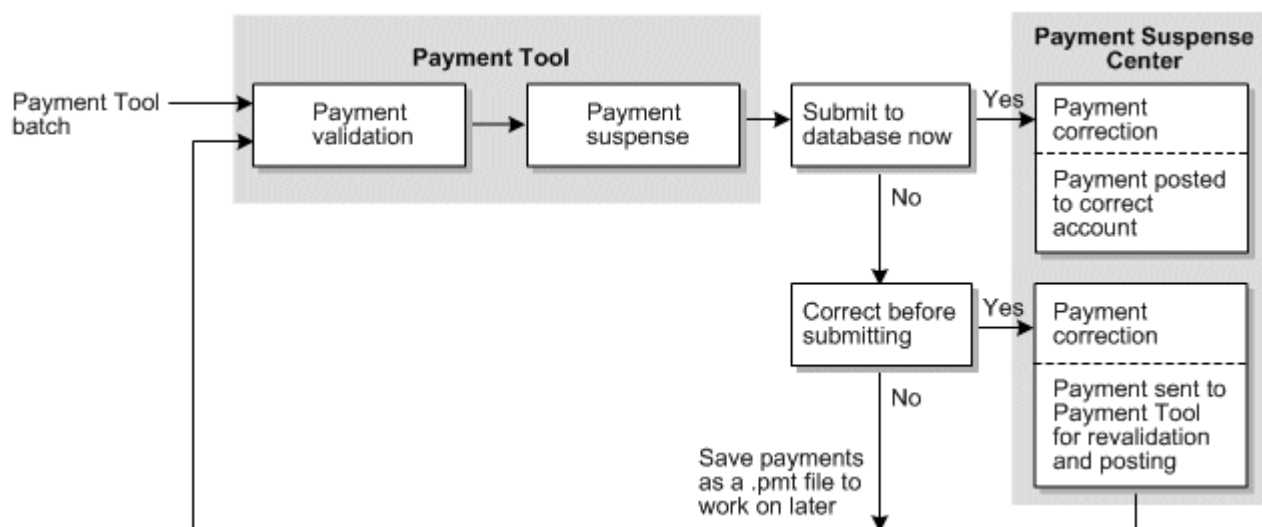 Payment Tool
Payment Suspense
Center
Payment Tool
batch
Payment
validation
Payment
suspense
Submit to
database now
Yes
Payment
correction
Payment posted
to correct
account
No
Correct before
submitting
Yes
Payment
correction
Payment sent to
Payment Tool
for revalidation
and posting
No
Save payments
as a .pmt file to
work on later